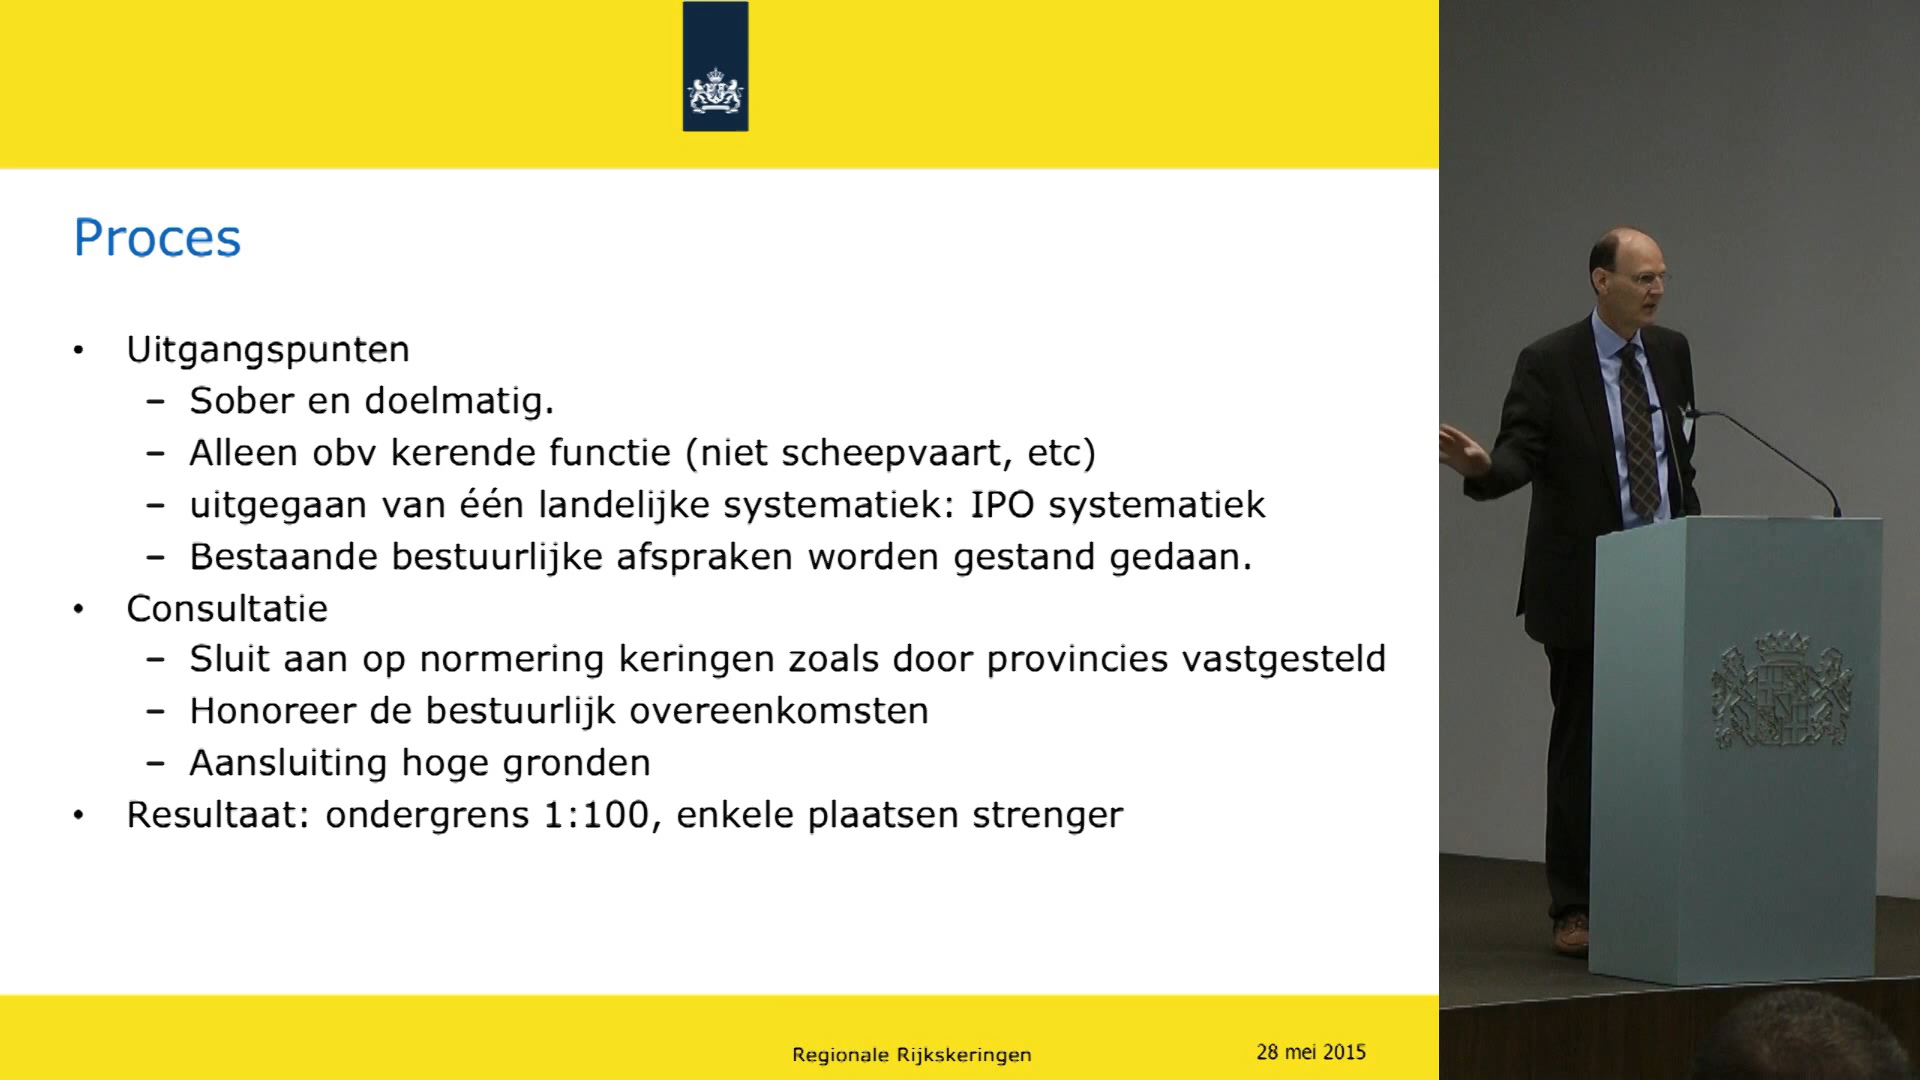 Proces
• Uitgangspunten
– Sober en doelmatig.
– Alleen obv kerende functie (niet scheepvaart, etc)
– uitgegaan van één landelijke systematiek: IPO systematiek
– Bestaande bestuurlijke afspraken worden gestand gedaan.
• Consultatie
– Sluit aan op normering keringen zoals door provincies vastgesteld
– Honoreer de bestuurlijk overeenkomsten
– Aansluiting hoge gronden
• Resultaat: ondergrens 1:100, enkele plaatsen strenger
Regionale Rijkskeringen
28 mei 2015